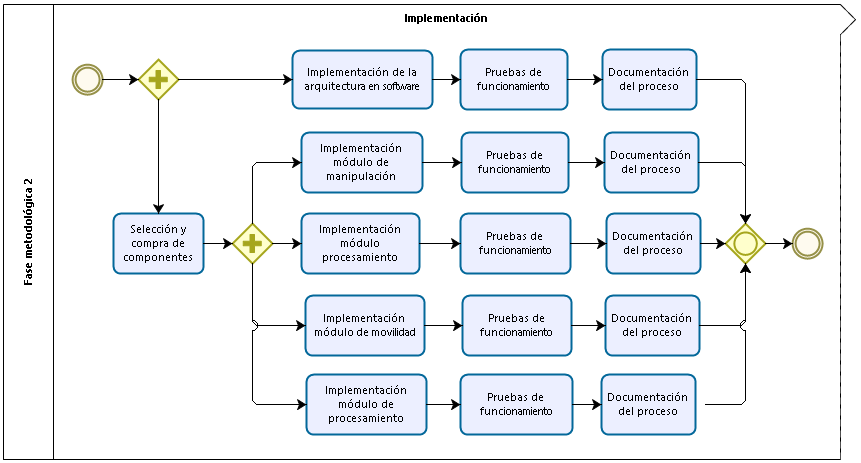 Implementación
Fase metodológica 2
Implementación de la
arquitectura en software
Pruebas de
funcionamiento
Documentación
del proceso
Implementación
módulo de
manipulación
Pruebas de
funcionamiento
Documentación
del proceso
Selección y
compra de
componentes
Implementación
módulo
procesamiento
Pruebas de
funcionamiento
Documentación
del proceso
Implementación
módulo de movilidad
Pruebas de
funcionamiento
Documentación
del proceso
Implementación
módulo de
procesamiento
Pruebas de
funcionamiento
Documentación
del proceso